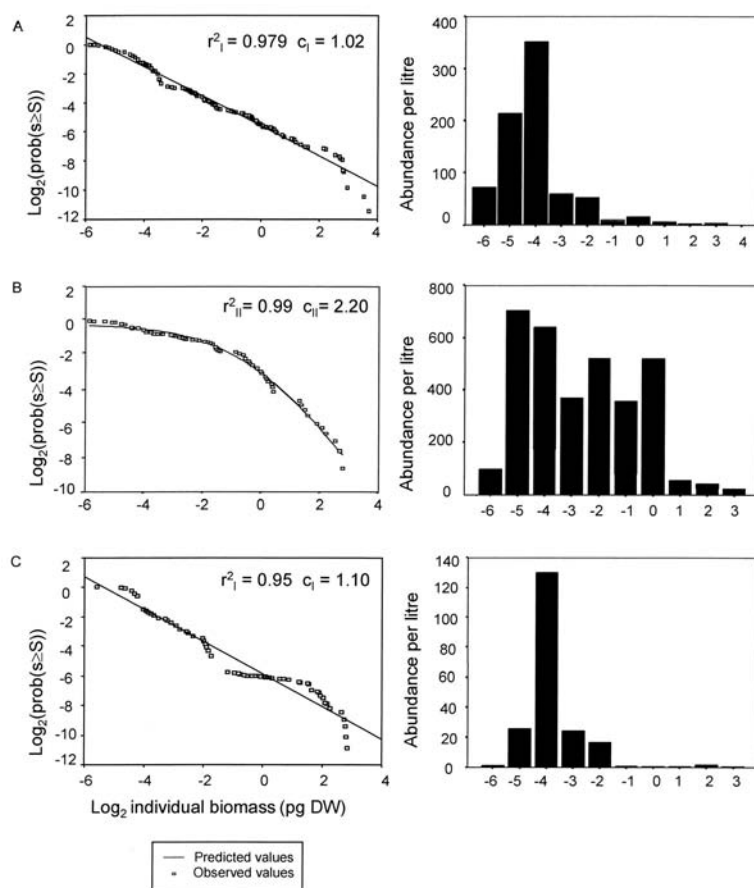 A
r²I = 0.979 cI = 1.02
Log2(prob(s≥S))
2
0
-2
-4
-6
-8
-10
-12
-6 -4 -2 0 2 4
Abundance per litre
400
300
200
100
0
-6 -5 -4 -3 -2 -1 0 1 2 3 4
B
r²II = 0.99 cII = 2.20
Log2(prob(s≥S))
2
0
-2
-4
-6
-8
-10
-6 -4 -2 0 2 4
Abundance per litre
800
600
400
200
0
-6 -5 -4 -3 -2 -1 0 1 2 3
C
r²I = 0.95 cI = 1.10
Log2(prob(s≥S))
2
0
-2
-4
-6
-8
-10
-12
-6 -4 -2 0 2 4
Log2 individual biomass (pg DW)
Abundance per litre
140
120
100
80
60
40
20
0
-6 -5 -4 -3 -2 -1 0 1 2 3
Predicted values
Observed values